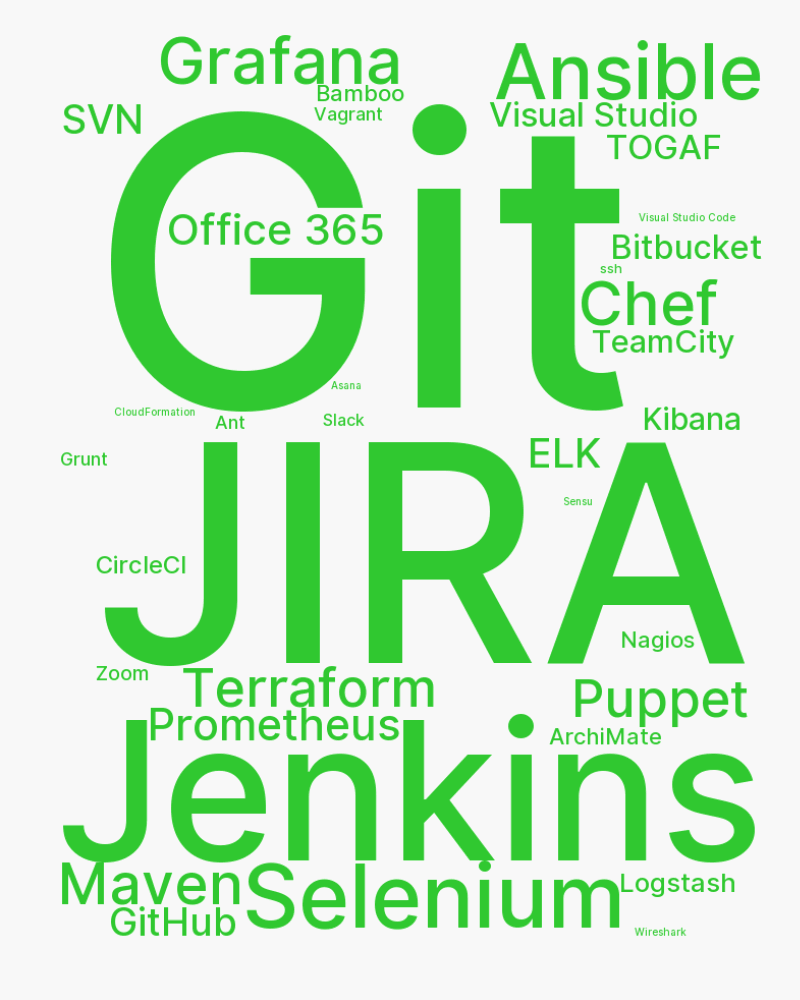 Grafana
Ansible
Bamboo
SVN
Vagrant
Visual Studio
TOGAF
Git
Office 365
Visual Studio Code
Bitbucket
ssh
Chef
TeamCity
Asana
CloudFormation
Ant
Slack
Kibana
Grunt
ELK
JIRA
Sensu
CircleCI
Nagios
Zoom
Terraform
Puppet
Prometheus
ArchiMate
Jenkins
Maven
Selenium
Logstash
GitHub
Wireshark